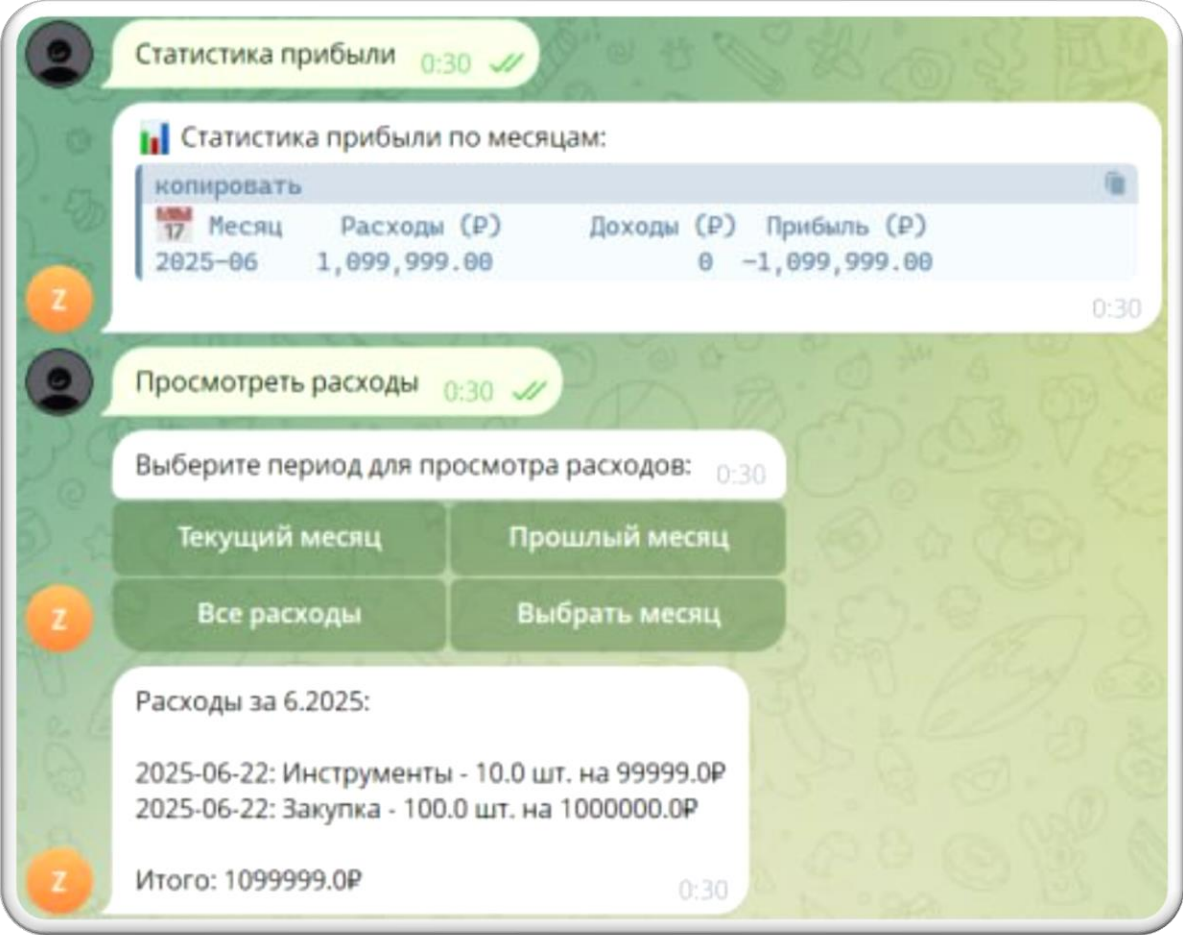 Статистика прибыли 0:30
Статистика прибыли по месяцам:
копировать
17 Месяц Расходы (₽) Доходы (₽) Прибыль (₽)
2025-06 1,099,999.00 0 -1,099,999.00
Z
0:30
Просмотреть расходы 0:30
Выберите период для просмотра расходов: 0:30
Текущий месяц Прошлый месяц
Z
Все расходы Выбрать месяц
Расходы за 6.2025:
2025-06-22: Инструменты - 10.0 шт. на 99999.0₽
2025-06-22: Закупка - 100.0 шт. на 1000000.0₽
Z
Итого: 1099999.0₽ 0:30